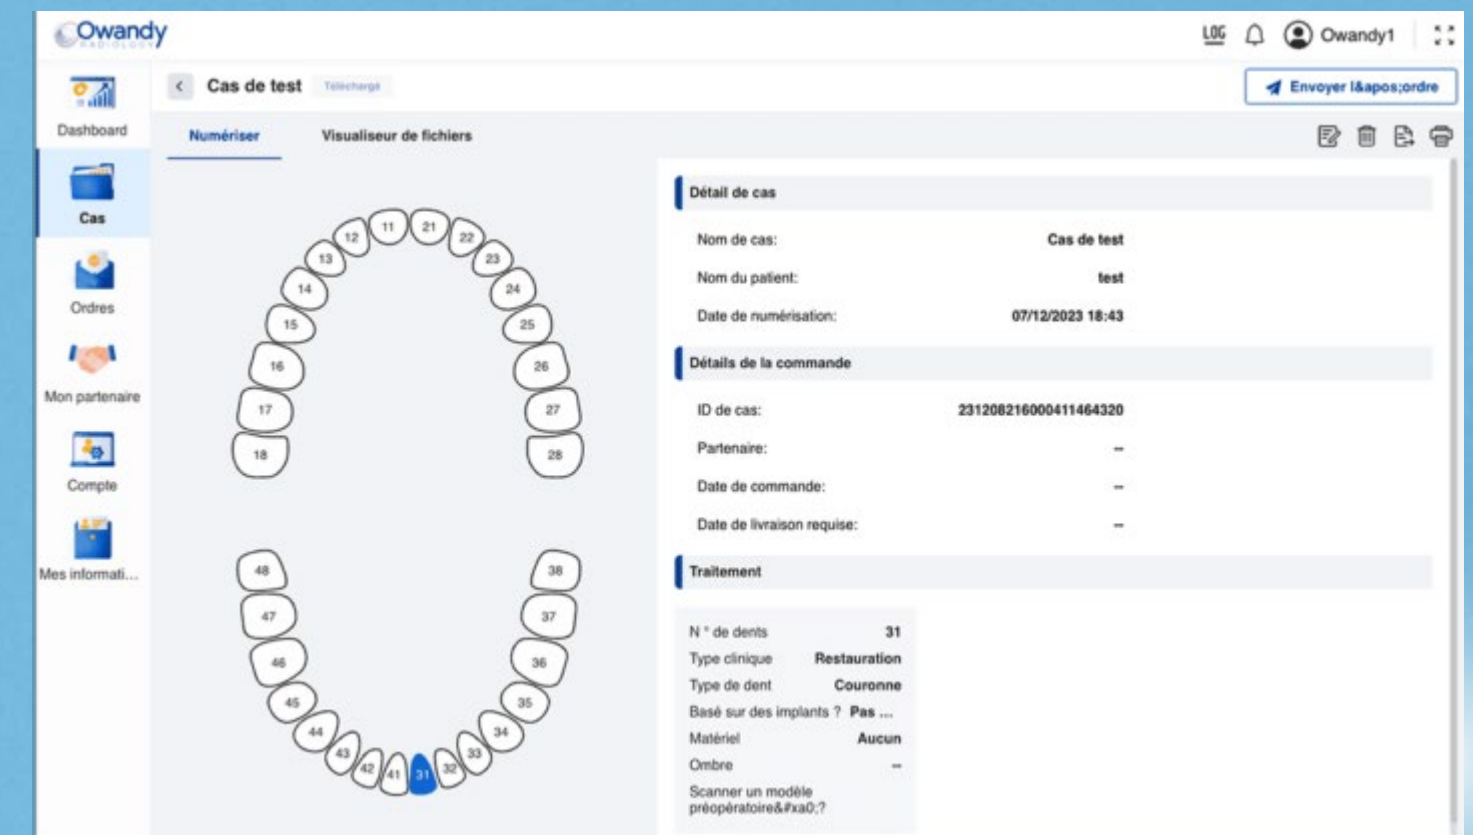 Owandy
RADIOLOGY
LOG
Owandy1
Cas de test
Téléchargé
Envoyer l&apos;ordre
Dashboard
Numériser
Visualiseur de fichiers
Cas
Ordres
Mon partenaire
Compte
Mes informati...
11
21
12
22
13
23
14
24
15
25
16
26
17
27
18
28
48
38
47
37
46
36
45
35
44
34
43
33
42
41
31
32
Détail de cas
Nom de cas: Cas de test
Nom du patient: test
Date de numérisation: 07/12/2023 18:43
Détails de la commande
ID de cas: 231208216000411464320
Partenaire: --
Date de commande: --
Date de livraison requise: --
Traitement
N ° de dents 31
Type clinique Restauration
Type de dent Couronne
Basé sur des implants ? Pas ...
Matériel Aucun
Ombre --
Scanner un modèle
préopératoire&#xa0;?